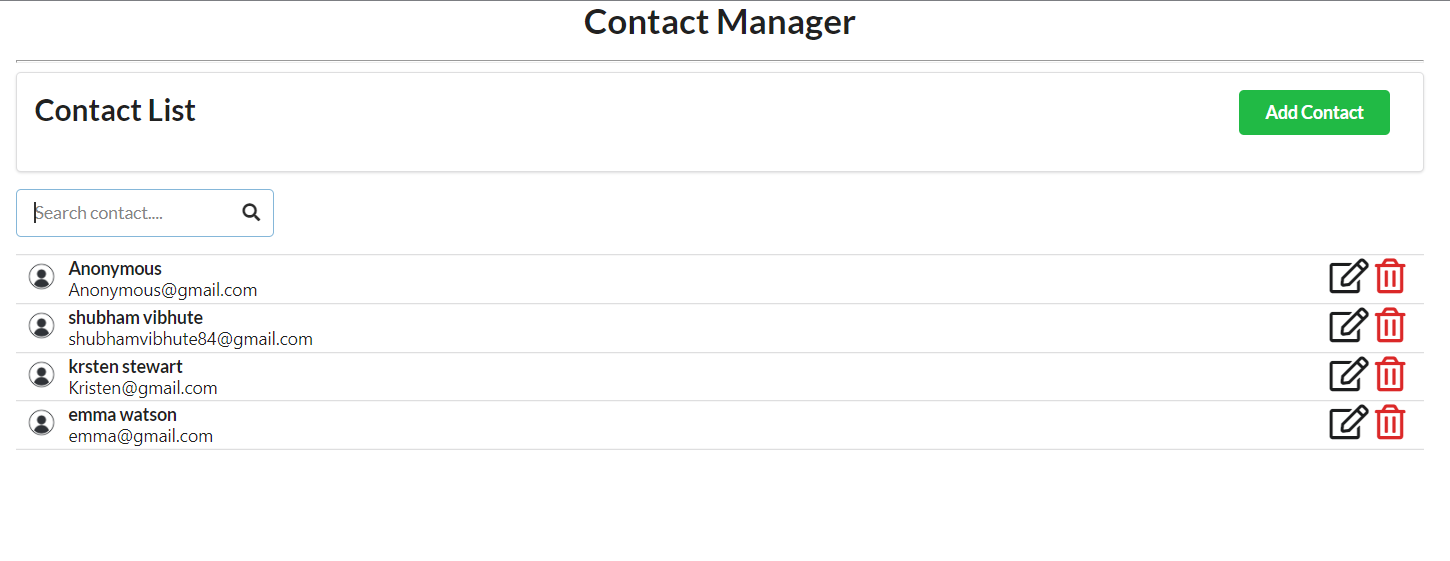 Contact Manager
Contact List
Add Contact
Search contact....
Anonymous
Anonymous@gmail.com
shubham vibhute
shubhamvibhute84@gmail.com
krsten stewart
Kristen@gmail.com
emma watson
emma@gmail.com